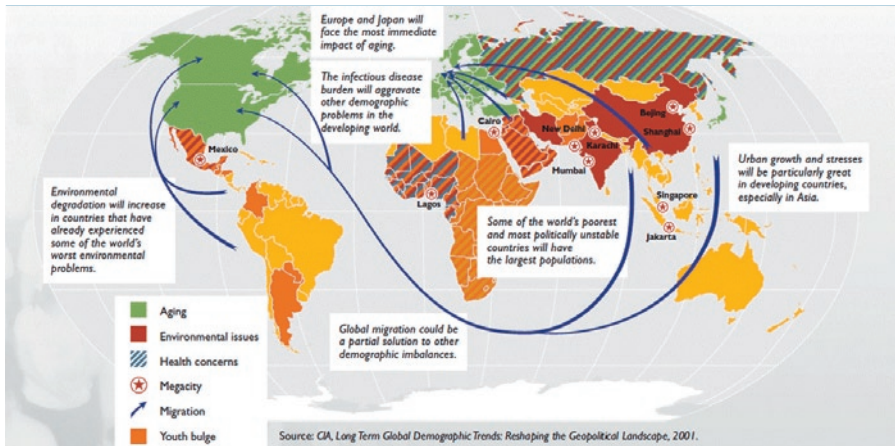 Europe and Japan will
face the most immediate
impact of aging.
The infectious disease
burden will aggravate
other demographic
problems in the
developing world.
Cairo
New Delhi
Beijing
Shanghai
Karachi
Mumbai
Mexico
Lagos
Singapore
Jakarta
Urban growth and stresses
will be particularly great
in developing countries,
especially in Asia.
Environmental
degradation will increase
in countries that have
already experienced
some of the world's
worst environmental
problems.
Some of the world's poorest
and most politically unstable
countries will have
the largest populations.
Global migration could be
a partial solution to other
demographic imbalances.
Aging
Environmental issues
Health concerns
Megacity
Migration
Youth bulge
Source: CIA, Long Term Global Demographic Trends: Reshaping the Geopolitical Landscape, 2001.